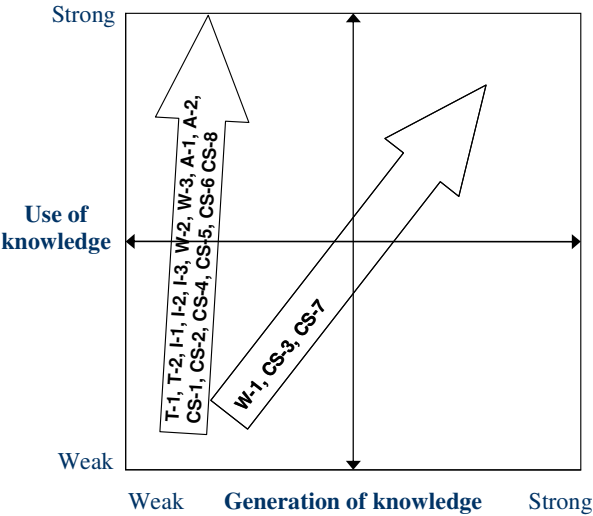 Strong
T-1, T-2, I-1, I-2, I-3, W-2, W-3, A-1, A-2,
CS-1, CS-2, CS-4, CS-5, CS-6 CS-8
Use of
knowledge
W-1, CS-3, CS-7
Weak
Weak Generation of knowledge Strong